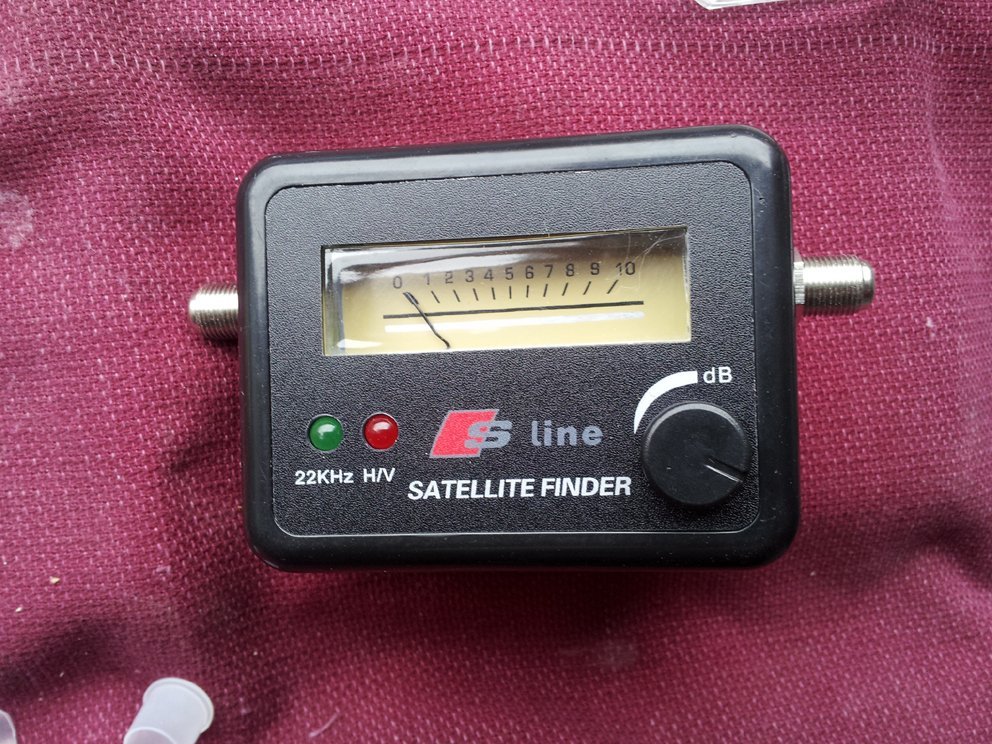 0 1 2 3 4 5 6 7 8 9 10
dB
S line
22KHz H/V
SATELLITE FINDER